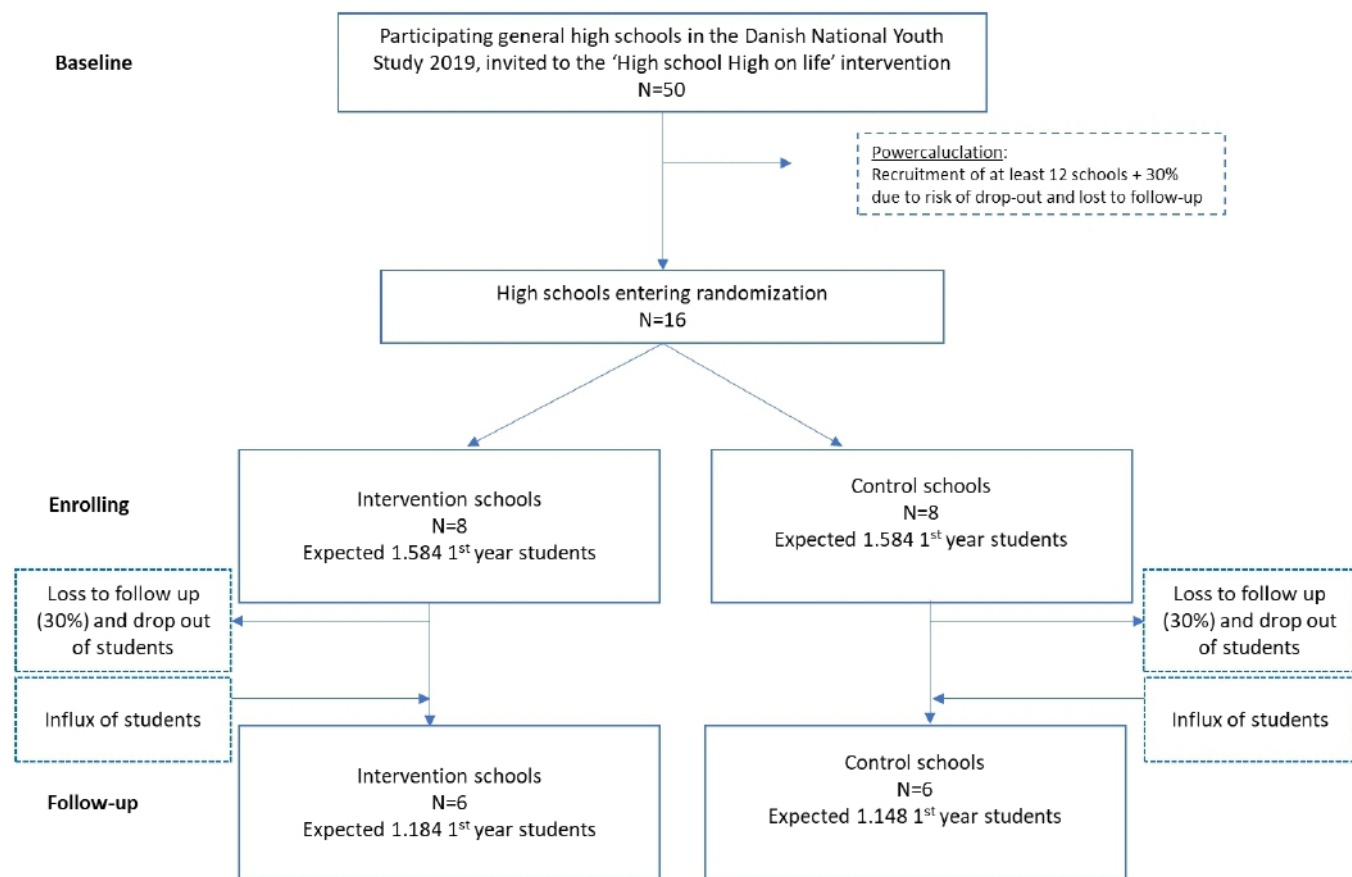 Baseline
Participating general high schools in the Danish National Youth
Study 2019, invited to the ‘High school High on life’ intervention
N=50
Powercaluclation:
Recruitment of at least 12 schools + 30%
due to risk of drop-out and lost to follow-up
High schools entering randomization
N=16
Enrolling
Intervention schools
N=8
Expected 1.584 1st year students
Control schools
N=8
Expected 1.584 1st year students
Loss to follow up
(30%) and drop out
of students
Loss to follow up
(30%) and drop out
of students
Influx of students
Influx of students
Follow-up
Intervention schools
N=6
Expected 1.184 1st year students
Control schools
N=6
Expected 1.148 1st year students